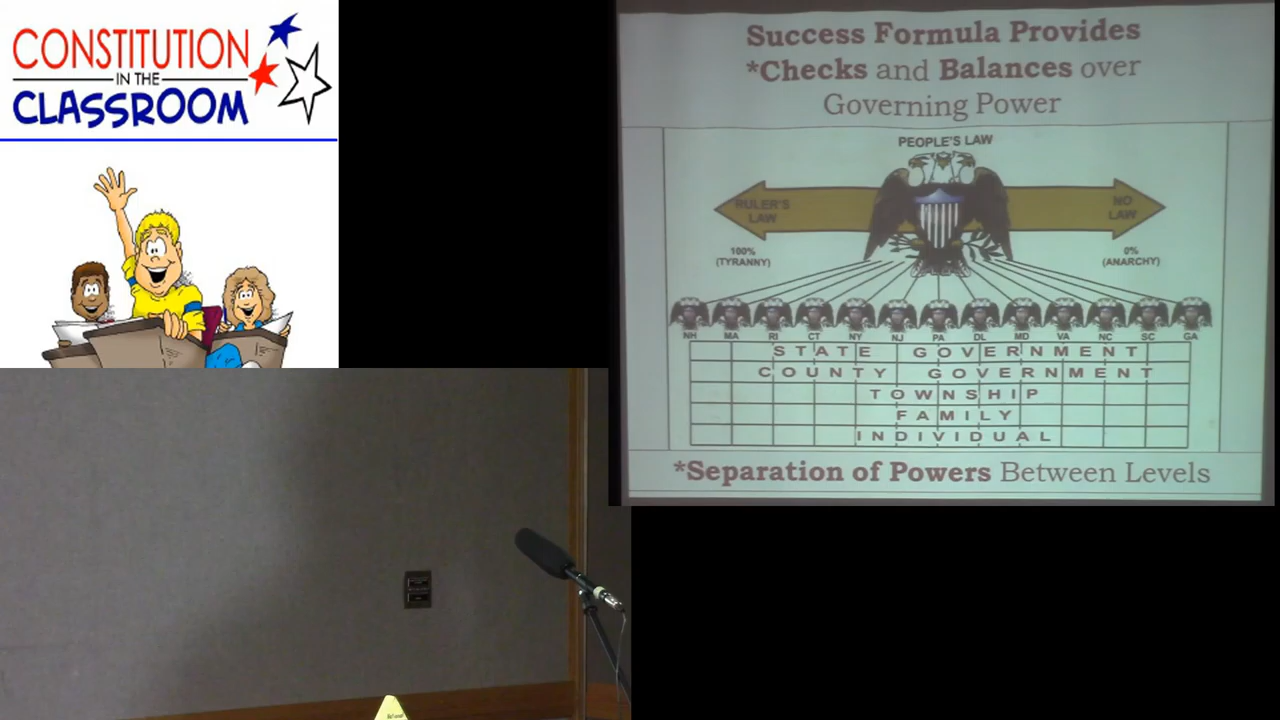 CONSTITUTION
IN THE
CLASSROOM
Success Formula Provides
*Checks and Balances over
Governing Power
PEOPLE'S LAW
RULER'S
LAW
NO
LAW
100%
(TYRANNY)
0%
(ANARCHY)
NH MA RI CT NY NJ PA DL MD VA NC SC GA
STATE GOVERNMENT
COUNTY GOVERNMENT
TOWNSHIP
FAMILY
INDIVIDUAL
*Separation of Powers Between Levels